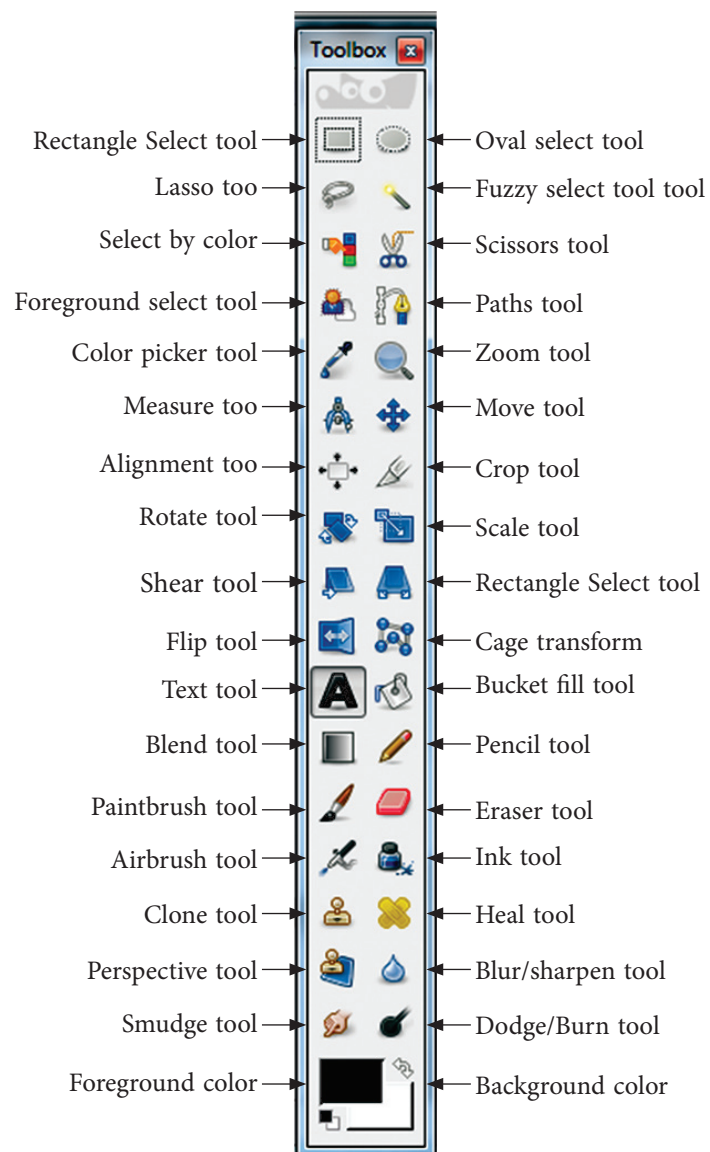 Toolbox
Rectangle Select tool
Oval select tool
Lasso too
Fuzzy select tool tool
Select by color
Scissors tool
Foreground select tool
Paths tool
Color picker tool
Zoom tool
Measure too
Move tool
Alignment too
Crop tool
Rotate tool
Scale tool
Shear tool
Rectangle Select tool
Flip tool
Cage transform
Text tool
Bucket fill tool
Blend tool
Pencil tool
Paintbrush tool
Eraser tool
Airbrush tool
Ink tool
Clone tool
Heal tool
Perspective tool
Blur/sharpen tool
Smudge tool
Dodge/Burn tool
Foreground color
Background color